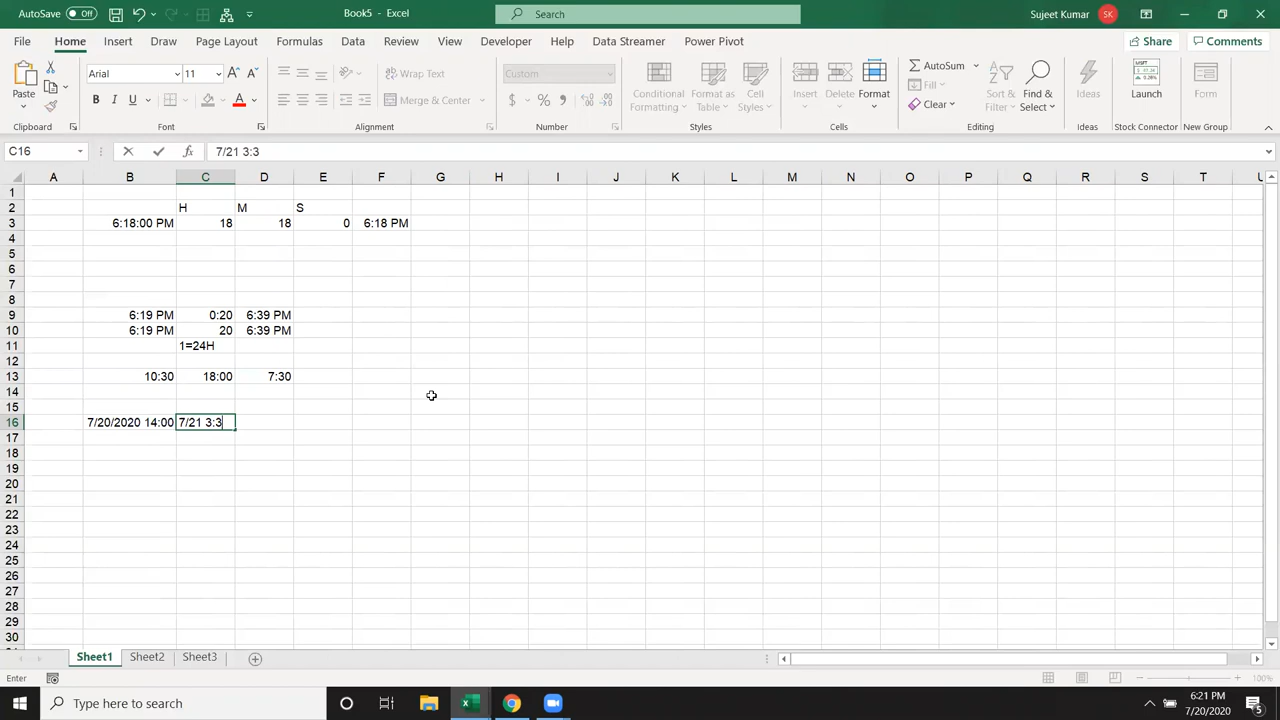 AutoSave Off Book5 - Excel Search Sujeet Kumar SK
File Home Insert Draw Page Layout Formulas Data Review View Developer Help Data Streamer Power Pivot Share Comments
Arial 11 Wrap Text Custom AutoSum
Fill
Paste B I U Merge & Center $ % Conditional Formatting Format as Table Cell Styles Insert Delete Format Clear Sort & Filter Find & Select Ideas Launch Form
Clipboard Font Alignment Number Styles Cells Editing Ideas Stock Connector New Group
C16 fx 7/21 3:3
A B C D E F G H I J K L M N O P Q R S T U
1
2 H M S
3 6:18:00 PM 18 18 0 6:18 PM
4
5
6
7
8
9 6:19 PM 0:20 6:39 PM
10 6:19 PM 20 6:39 PM
11 1=24H
12
13 10:30 18:00 7:30
14
15
16 7/20/2020 14:00 7/21 3:3
17
18
19
20
21
22
23
24
25
26
27
28
29
30
Sheet1 Sheet2 Sheet3
Enter 100%
Type here to search 6:21 PM
7/20/2020